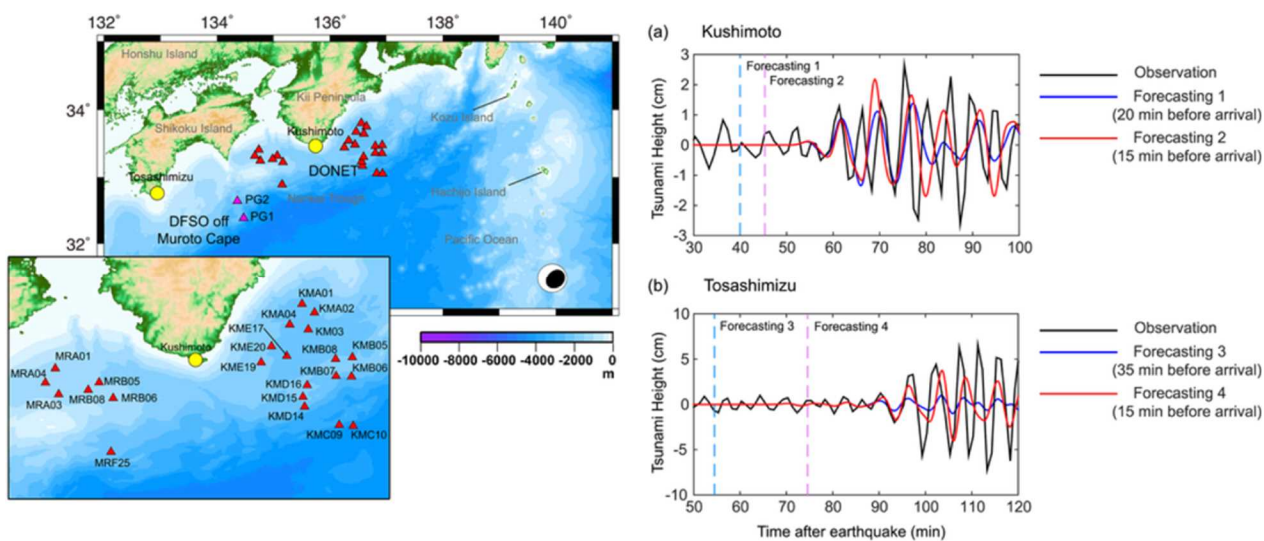 132° 134° 136° 138° 140°
Honshu Island
Kii Peninsula
34°
Kozu Island
Shikoku Island
Kushimoto
DONET
Tosashimizu
Hachijo Island
PG2
Nankai Trough
PG1
DFSO off
Muroto Cape
Pacific Ocean
32°
KMA01
KMA02
KMA04
KME17
KM03
KME20
KMB08
KMB05
Kushimoto
MRA01
KME19
KMB07
KMB06
MRA04
MRB05
KMD16
MRA03
MRB08
MRB06
KMD15
KMD14
KMC09
KMC10
MRF25
-10000 -8000 -6000 -4000 -2000 0
m
(a) Kushimoto
Tsunami Height (cm)
3
2
1
0
-1
-2
-3
Forecasting 1
Forecasting 2
30 40 50 60 70 80 90 100
Observation
Forecasting 1
(20 min before arrival)
Forecasting 2
(15 min before arrival)
(b) Tosashimizu
Tsunami Height (cm)
10
5
0
-5
-10
Forecasting 3
Forecasting 4
50 60 70 80 90 100 110 120
Time after earthquake (min)
Observation
Forecasting 3
(35 min before arrival)
Forecasting 4
(15 min before arrival)